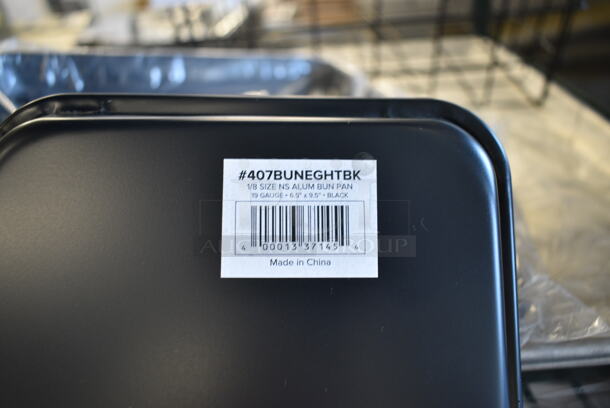 #407BUNEGHTBK
1/8 SIZE NS ALUM BUN PAN
19 GAUGE • 6.5" x 9.5" • BLACK
4 00013 37145 4
Made in China